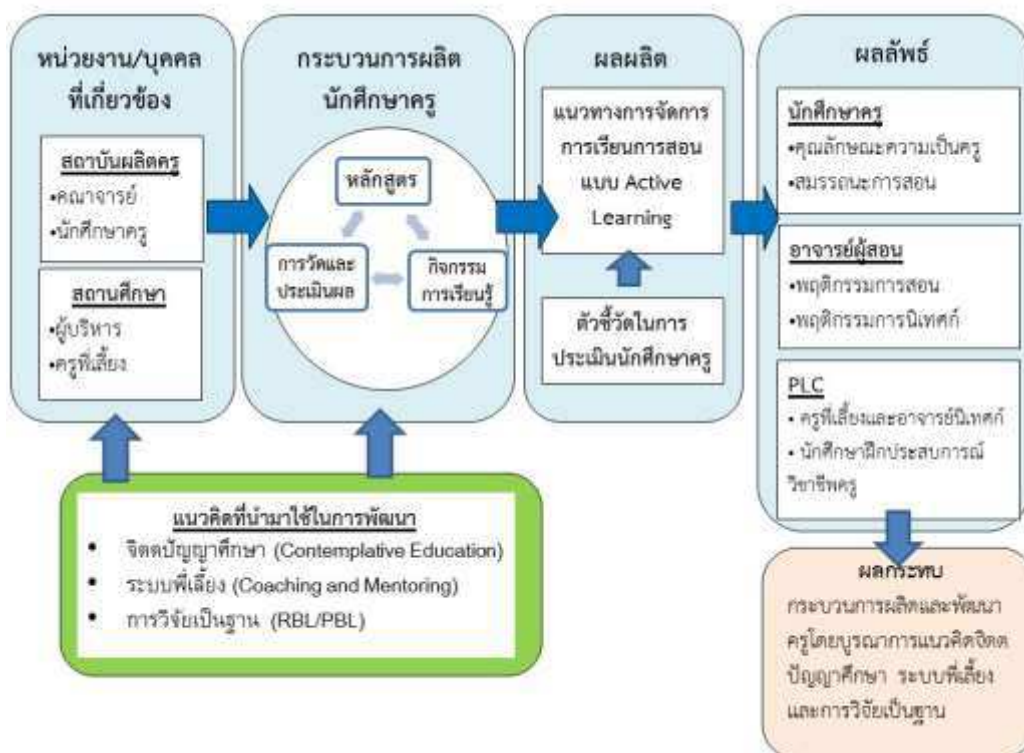 หน่วยงาน/บุคคล
ที่เกี่ยวข้อง
สถาบันผลิตครู
•คณาจารย์
•นักศึกษาครู
สถานศึกษา
•ผู้บริหาร
•ครูพี่เลี้ยง
กระบวนการผลิต
นักศึกษาครู
หลักสูตร
การวัดและ
ประเมินผล
กิจกรรม
การเรียนรู้
ผลผลิต
แนวทางการจัดการ
การเรียนการสอน
แบบ Active
Learning
ตัวชี้วัดในการ
ประเมินนักศึกษาครู
ผลลัพธ์
นักศึกษาครู
•คุณลักษณะความเป็นครู
•สมรรถนะการสอน
อาจารย์ผู้สอน
•พฤติกรรมการสอน
•พฤติกรรมการนิเทศก์
PLC
• ครูพี่เลี้ยงและอาจารย์นิเทศก์
• นักศึกษาฝึกประสบการณ์
วิชาชีพครู
แนวคิดที่นำมาใช้ในการพัฒนา
• จิตตปัญญาศึกษา (Contemplative Education)
• ระบบพี่เลี้ยง (Coaching and Mentoring)
• การวิจัยเป็นฐาน (RBL/PBL)
ผลกระทบ
กระบวนการผลิตและพัฒนา
ครูโดยบูรณาการแนวคิดจิตต
ปัญญาศึกษา ระบบพี่เลี้ยง
และการวิจัยเป็นฐาน